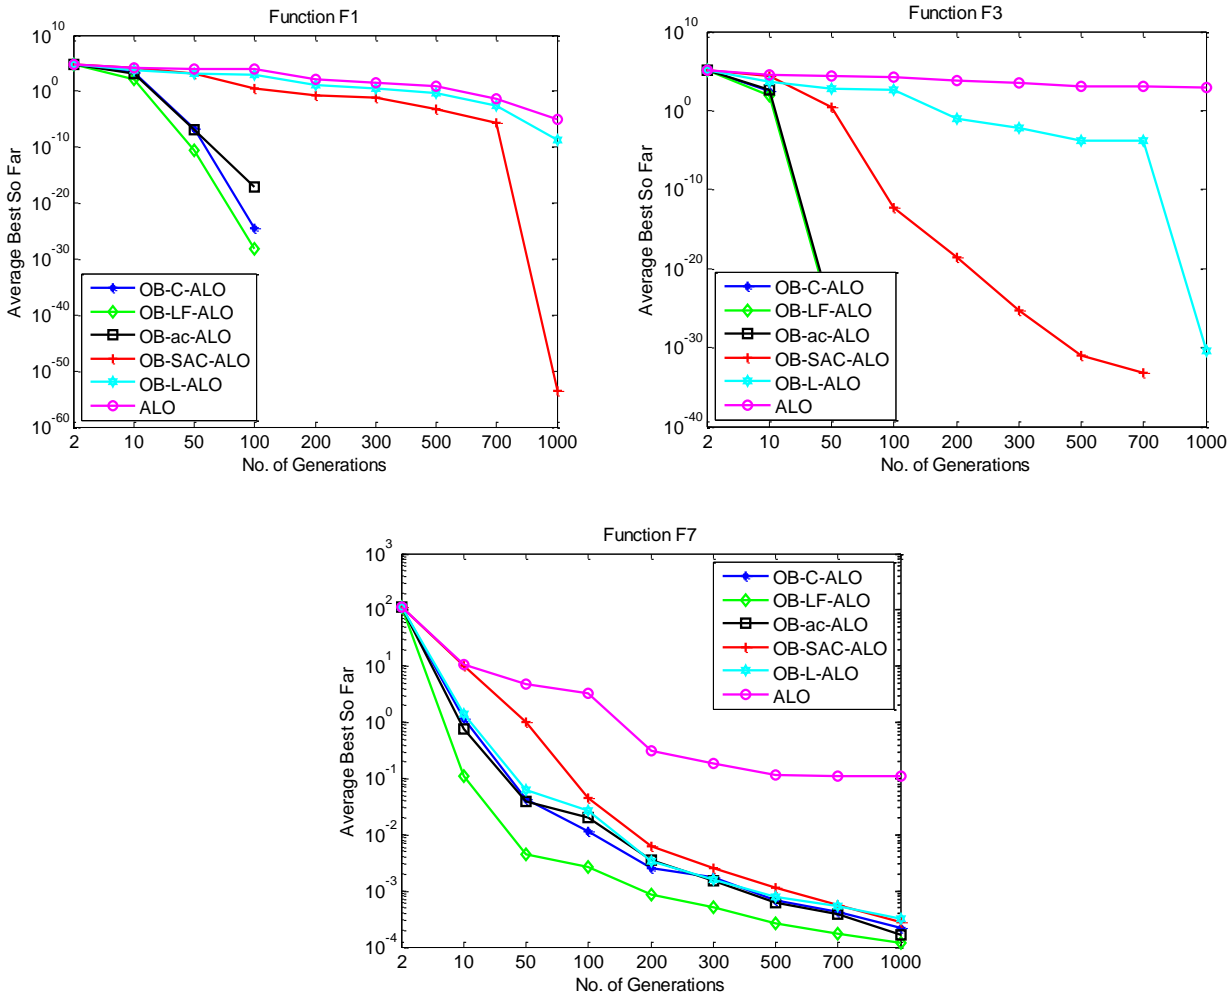 Function F1
Average Best So Far
10^10
10^0
10^-10
10^-20
10^-30
10^-40
10^-50
10^-60
OB-C-ALO
OB-LF-ALO
OB-ac-ALO
OB-SAC-ALO
OB-L-ALO
ALO
2 10 50 100 200 300 500 700 1000
No. of Generations
Function F3
Average Best So Far
10^10
10^0
10^-10
10^-20
10^-30
10^-40
OB-C-ALO
OB-LF-ALO
OB-ac-ALO
OB-SAC-ALO
OB-L-ALO
ALO
2 10 50 100 200 300 500 700 1000
No. of Generations
Function F7
Average Best So Far
10^3
10^2
10^1
10^0
10^-1
10^-2
10^-3
10^-4
OB-C-ALO
OB-LF-ALO
OB-ac-ALO
OB-SAC-ALO
OB-L-ALO
ALO
2 10 50 100 200 300 500 700 1000
No. of Generations